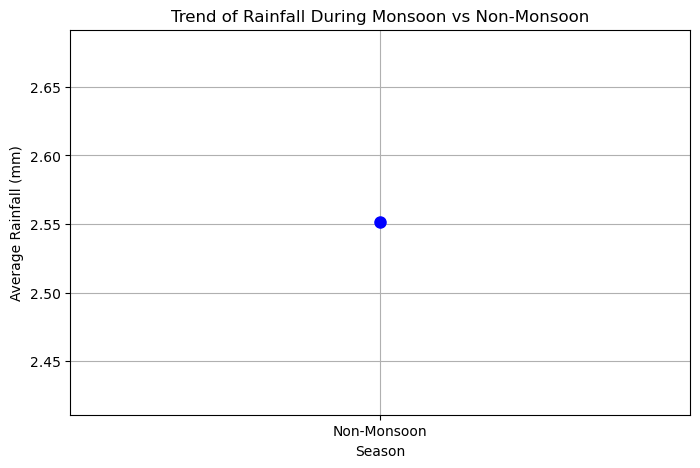 Trend of Rainfall During Monsoon vs Non-Monsoon
Average Rainfall (mm)
2.65
2.60
2.55
2.50
2.45
Non-Monsoon
Season